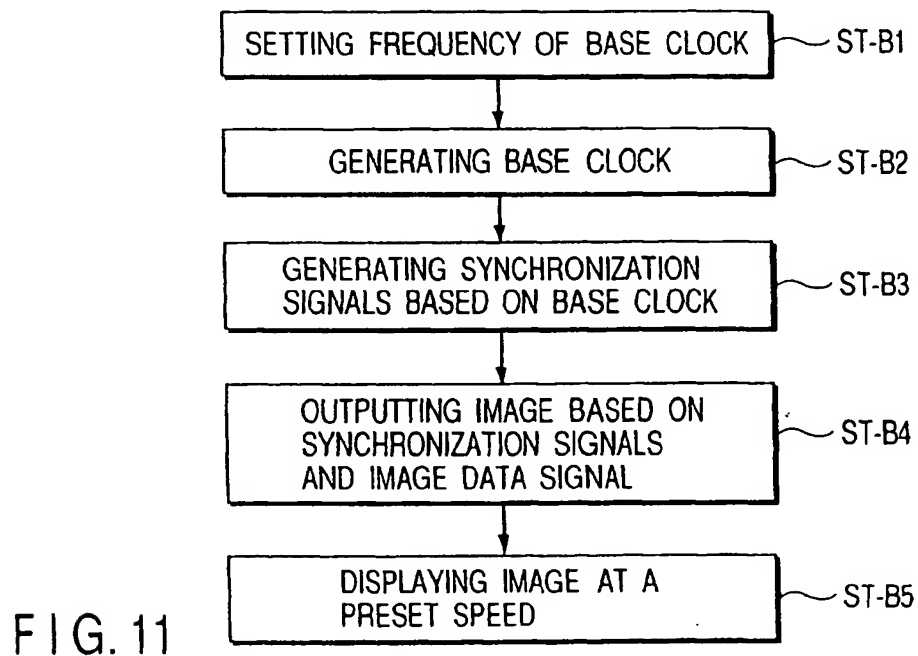 SETTING FREQUENCY OF BASE CLOCK
ST-B1
GENERATING BASE CLOCK
ST-B2
GENERATING SYNCHRONIZATION
SIGNALS BASED ON BASE CLOCK
ST-B3
OUTPUTTING IMAGE BASED ON
SYNCHRONIZATION SIGNALS
AND IMAGE DATA SIGNAL
ST-B4
DISPLAYING IMAGE AT A
PRESET SPEED
ST-B5
FIG. 11